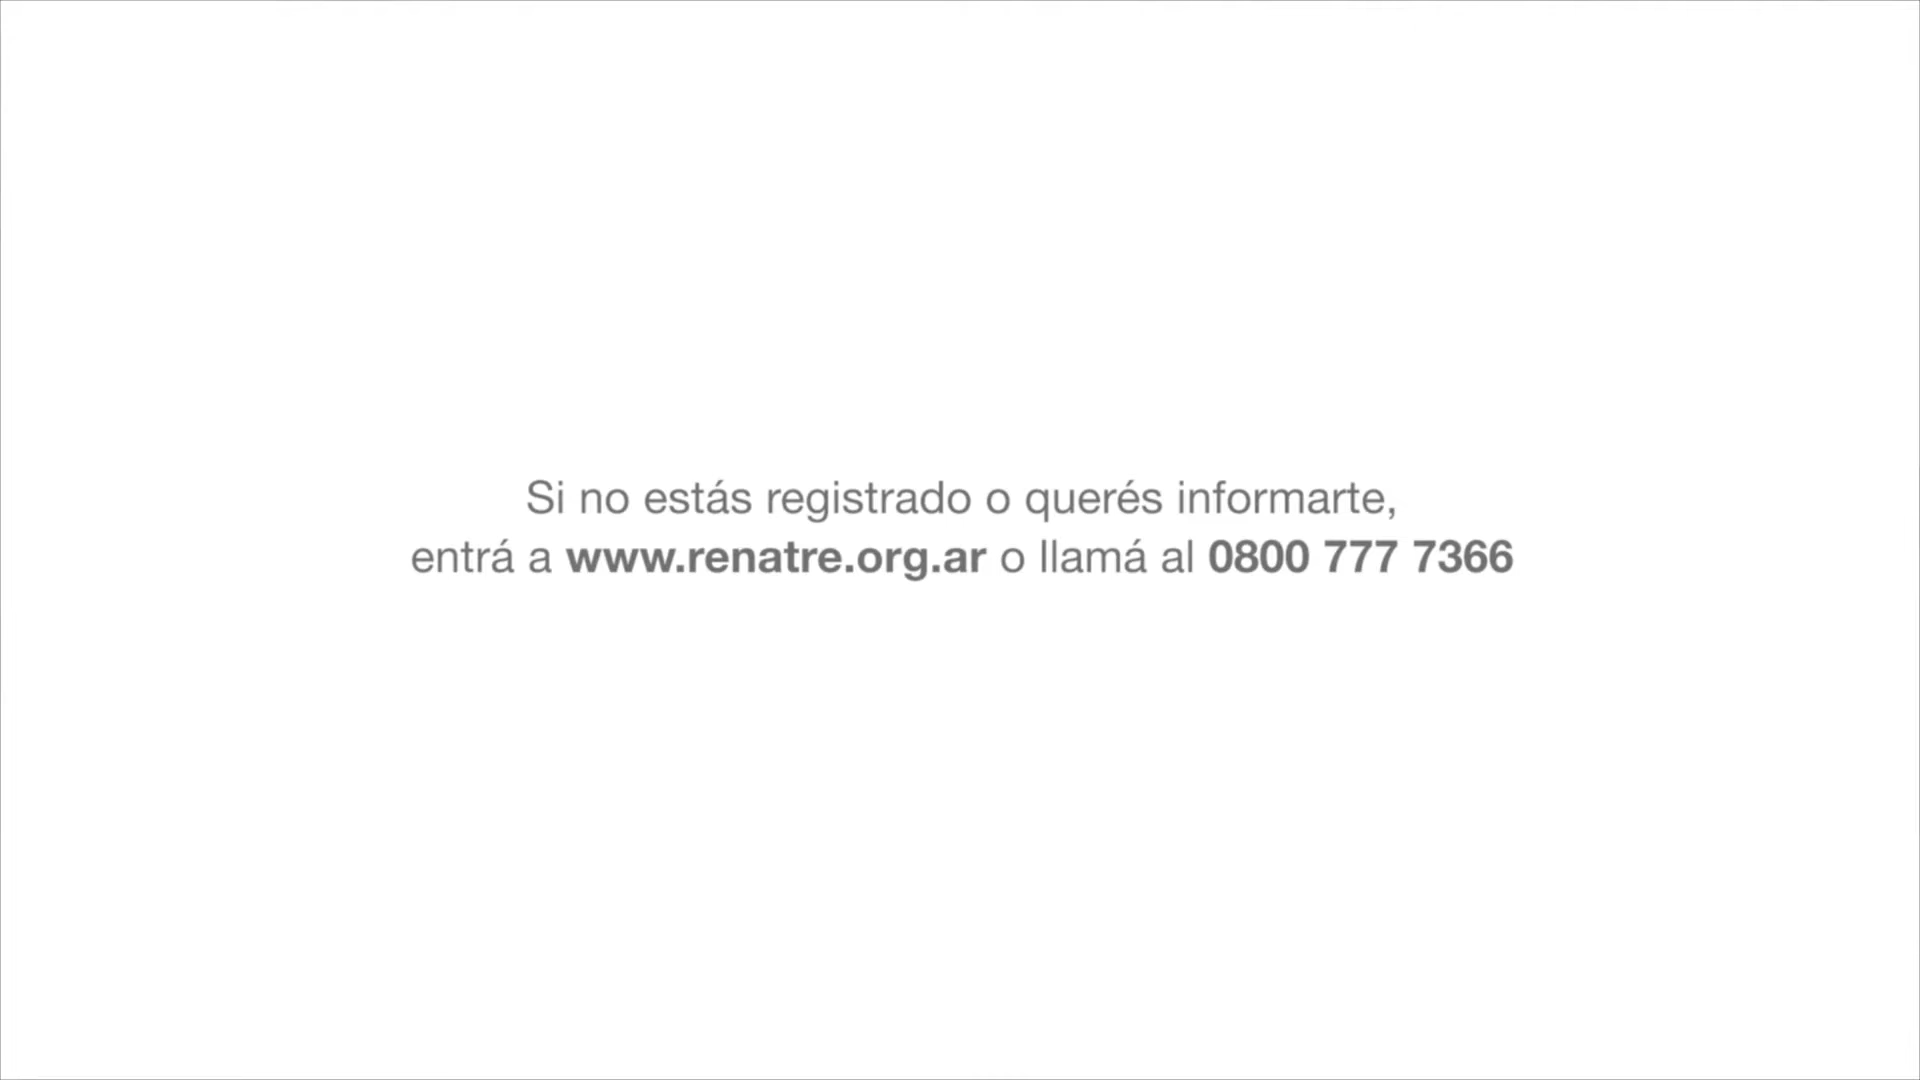 Si no estás registrado o querés informarte,
entrá a www.renatre.org.ar o llamá al 0800 777 7366